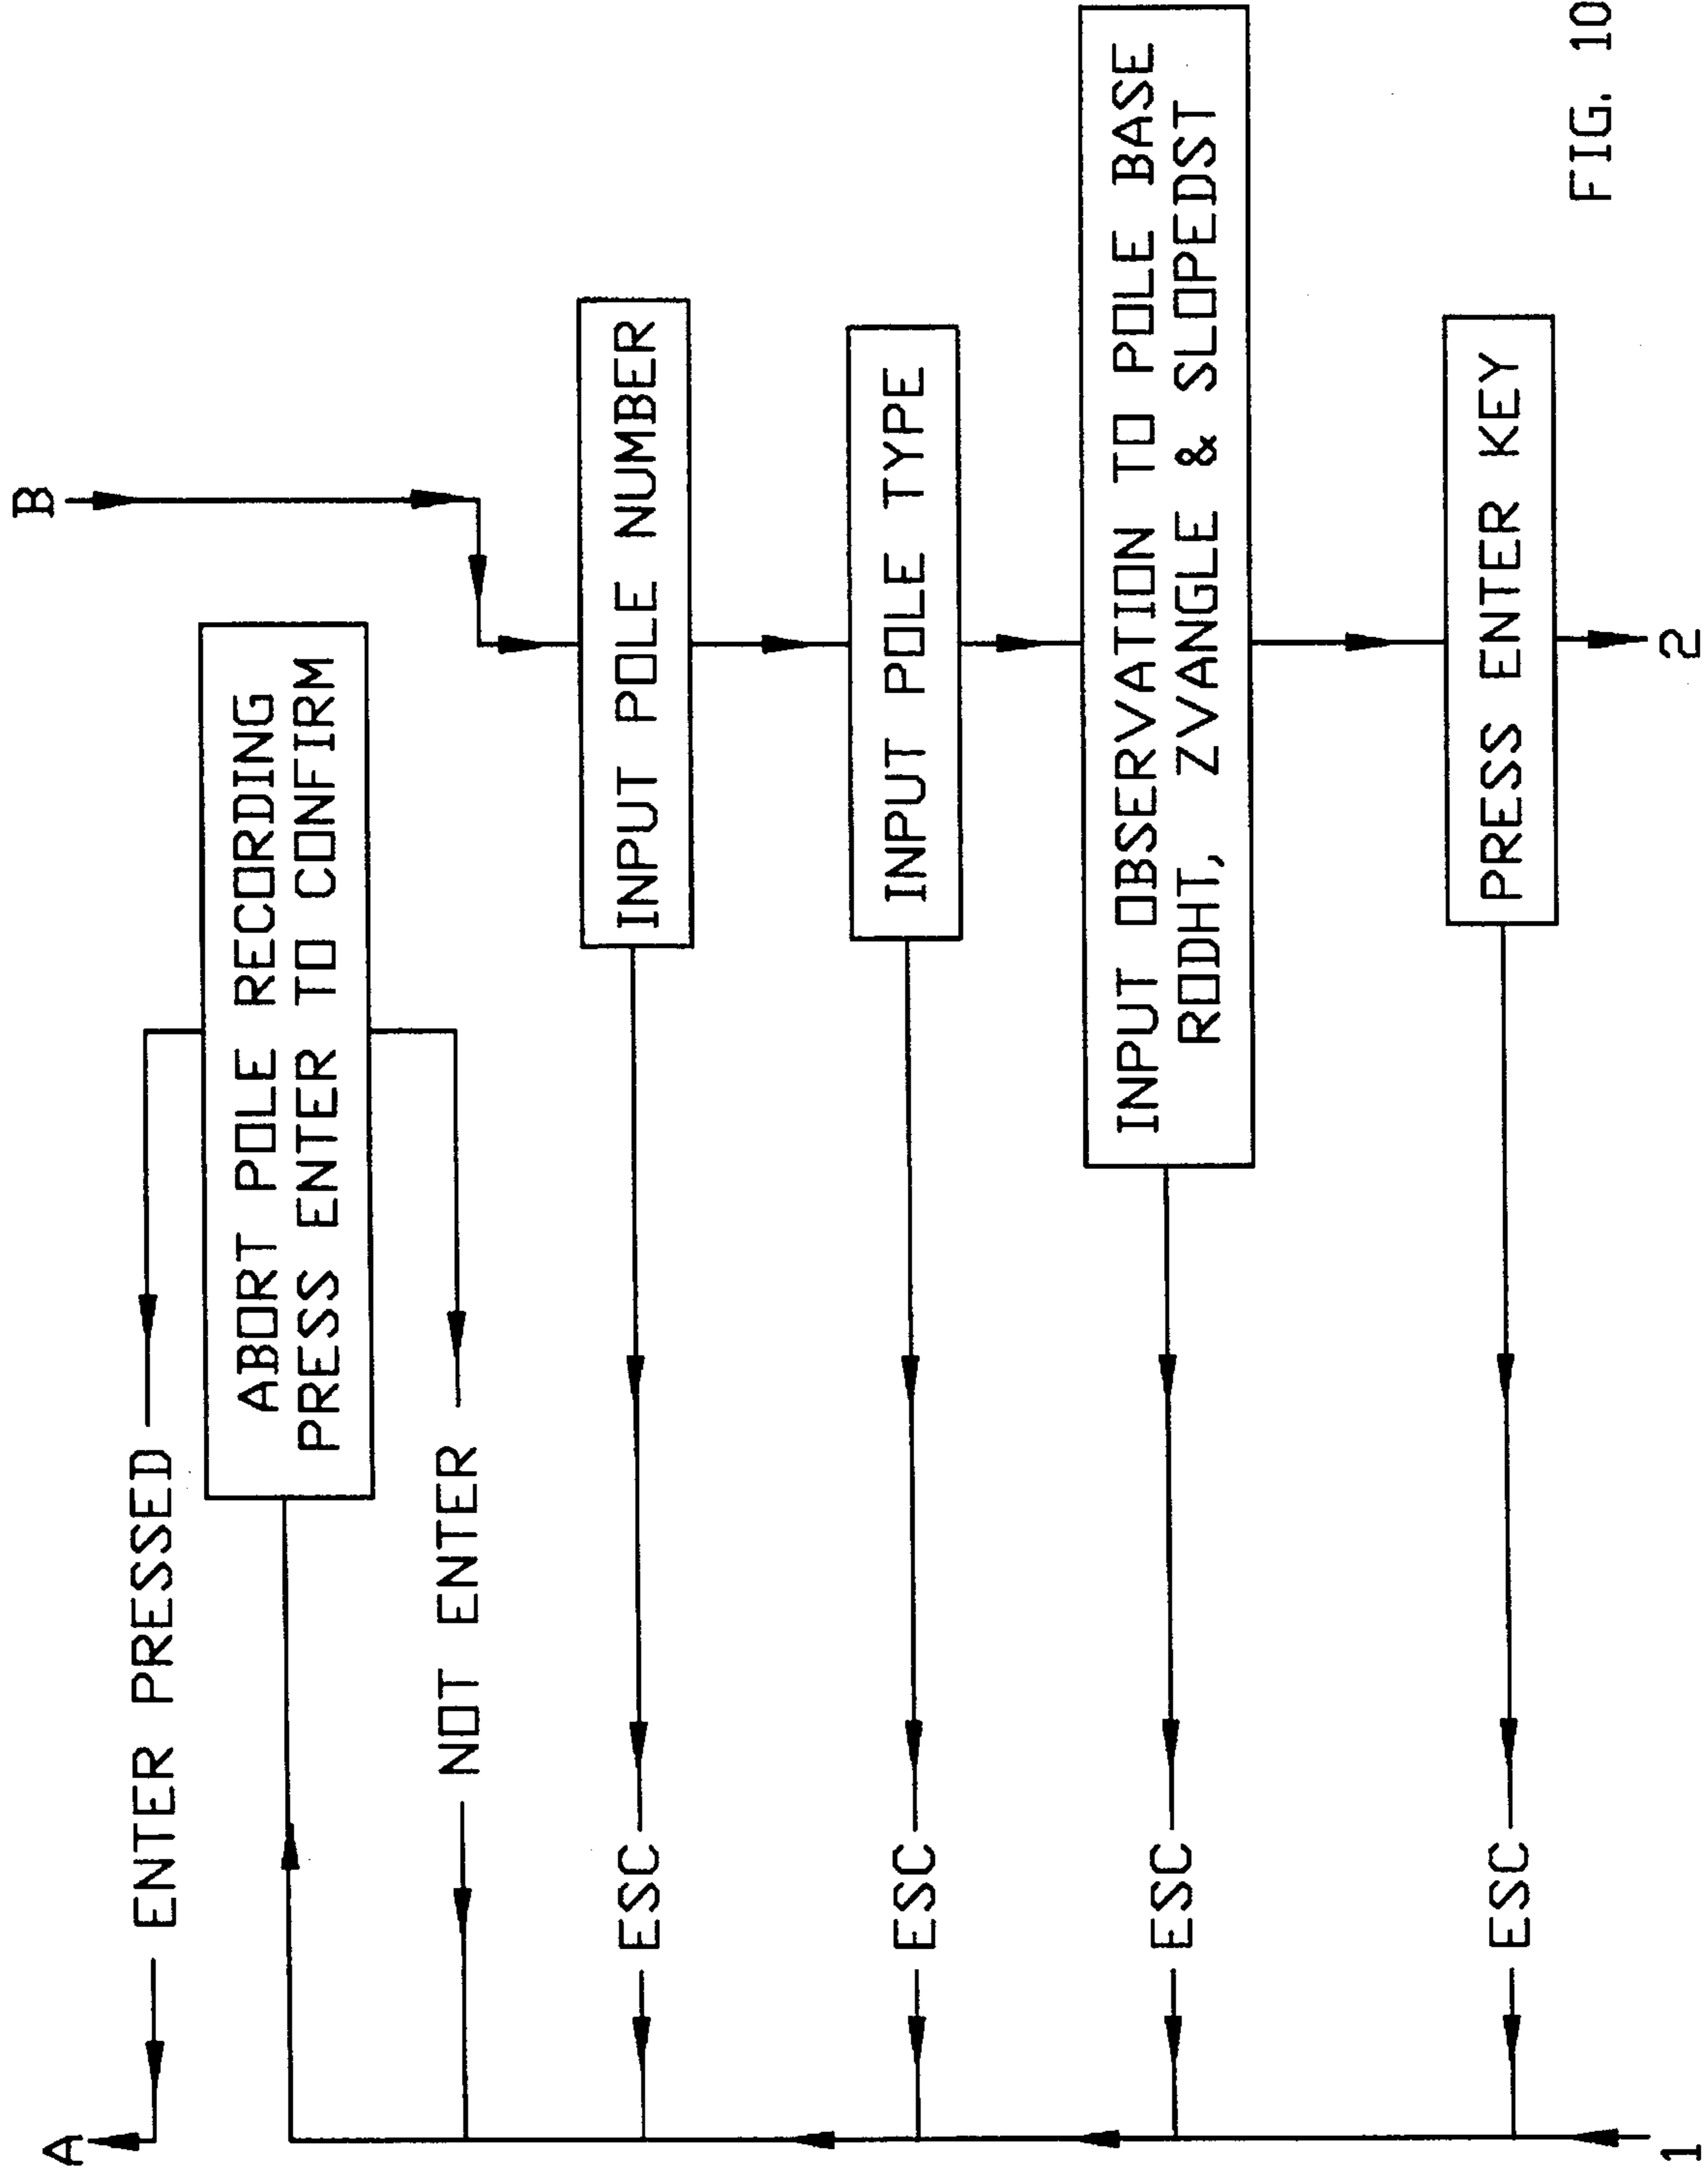 A
B
ENTER PRESSED
ABORT POLE RECORDING
PRESS ENTER TO CONFIRM
NOT ENTER
ESC
INPUT POLE NUMBER
ESC
INPUT POLE TYPE
ESC
INPUT OBSERVATION TO POLE BASE
RODHT, ZVANGLE & SLOPEDST
ESC
PRESS ENTER KEY
1
2
FIG. 10